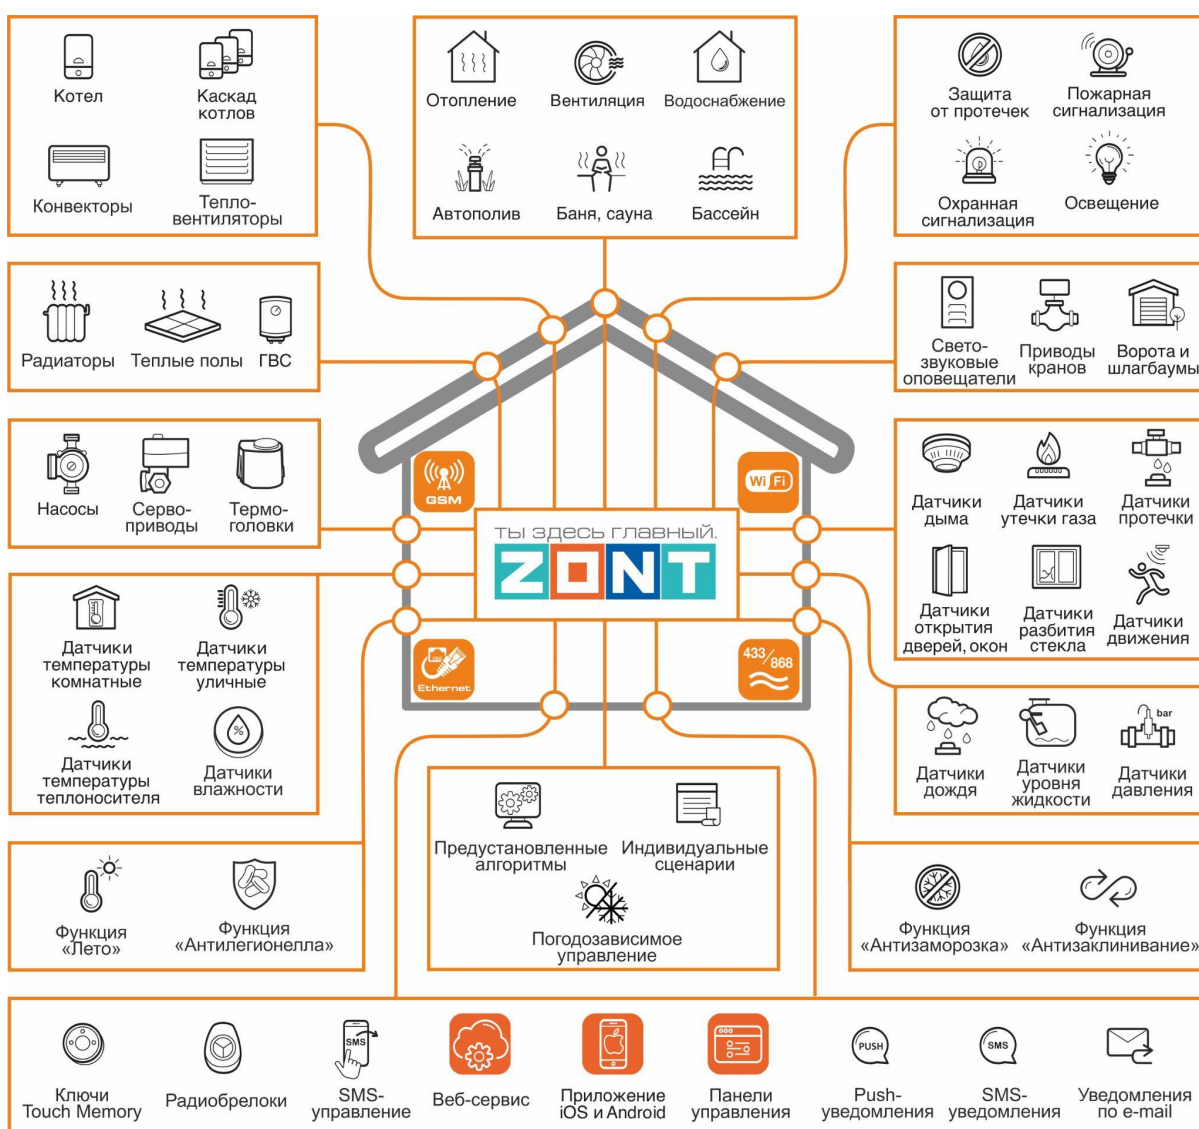 Котел
Каскад
котлов
Конвекторы
Тепло-
вентиляторы
Отопление
Вентиляция
Водоснабжение
Автополив
Баня, сауна
Бассейн
Защита
от протечек
Пожарная
сигнализация
Охранная
сигнализация
Освещение
Радиаторы
Теплые полы
ГВС
Свето-
звуковые
оповещатели
Приводы
кранов
Ворота и
шлагбаумы
Насосы
Серво-
приводы
Термо-
головки
GSM
Wi Fi
ты здесь главный.
ZONT
Ethernet
433/868
Датчики
дыма
Датчики
утечки газа
Датчики
протечки
Датчики
открытия
дверей, окон
Датчики
разбития
стекла
Датчики
движения
Датчики
температуры
комнатные
Датчики
температуры
уличные
Датчики
температуры
теплоносителя
%
Датчики
влажности
bar
Датчики
дождя
Датчики
уровня
жидкости
Датчики
давления
Функция
«Лето»
Функция
«Антилегионелла»
Предустановленные
алгоритмы
Индивидуальные
сценарии
Погодозависимое
управление
Функция
«Антизаморозка»
Функция
«Антизаклинивание»
Ключи
Touch Memory
Радиобрелоки
SMS
SMS-
управление
Веб-сервис
Приложение
iOS и Android
Панели
управления
PUSH
Push-
уведомления
SMS
SMS-
уведомления
Уведомления
по e-mail